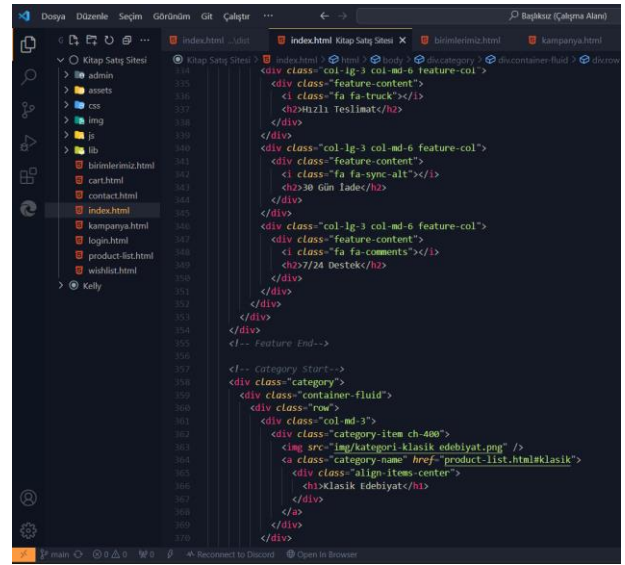 Dosya Düzenle Seçim Görünüm Git Çalıştır ··· ← → Başlıksız (Çalışma Alanı)
index.html ..\dist index.html Kitap Satış Sitesi × birimlerimiz.html kampanya.html
Kitap Satış Sitesi
admin
assets
css
img
js
lib
birimlerimiz.html
cart.html
contact.html
index.html
kampanya.html
login.html
product-list.html
wishlist.html
Kelly
Kitap Satış Sitesi > index.html > html > body > div.category > div.container-fluid > div.row
334 <div class="col-lg-3 col-md-6 feature-col">
335 <div class="feature-content">
336 <i class="fa fa-truck"></i>
337 <h2>Hızlı Teslimat</h2>
338 </div>
339 </div>
340 <div class="col-lg-3 col-md-6 feature-col">
341 <div class="feature-content">
342 <i class="fa fa-sync-alt"></i>
343 <h2>30 Gün İade</h2>
344 </div>
345 </div>
346 <div class="col-lg-3 col-md-6 feature-col">
347 <div class="feature-content">
348 <i class="fa fa-comments"></i>
349 <h2>7/24 Destek</h2>
350 </div>
351 </div>
352 </div>
353 </div>
354 </div>
355 <!-- Feature End-->
356
357 <!-- Category Start-->
358 <div class="category">
359 <div class="container-fluid">
360 <div class="row">
361 <div class="col-md-3">
362 <div class="category-item ch-400">
363 <img src="img/kategori-klasik edebiyat.png" />
364 <a class="category-name" href="product-list.html#klasik">
365 <div class="align-items-center">
366 <h1>Klasik Edebiyat</h1>
367 </div>
368 </a>
369 </div>
370 </div>
main 0 0 0 Reconnect to Discord Open in Browser